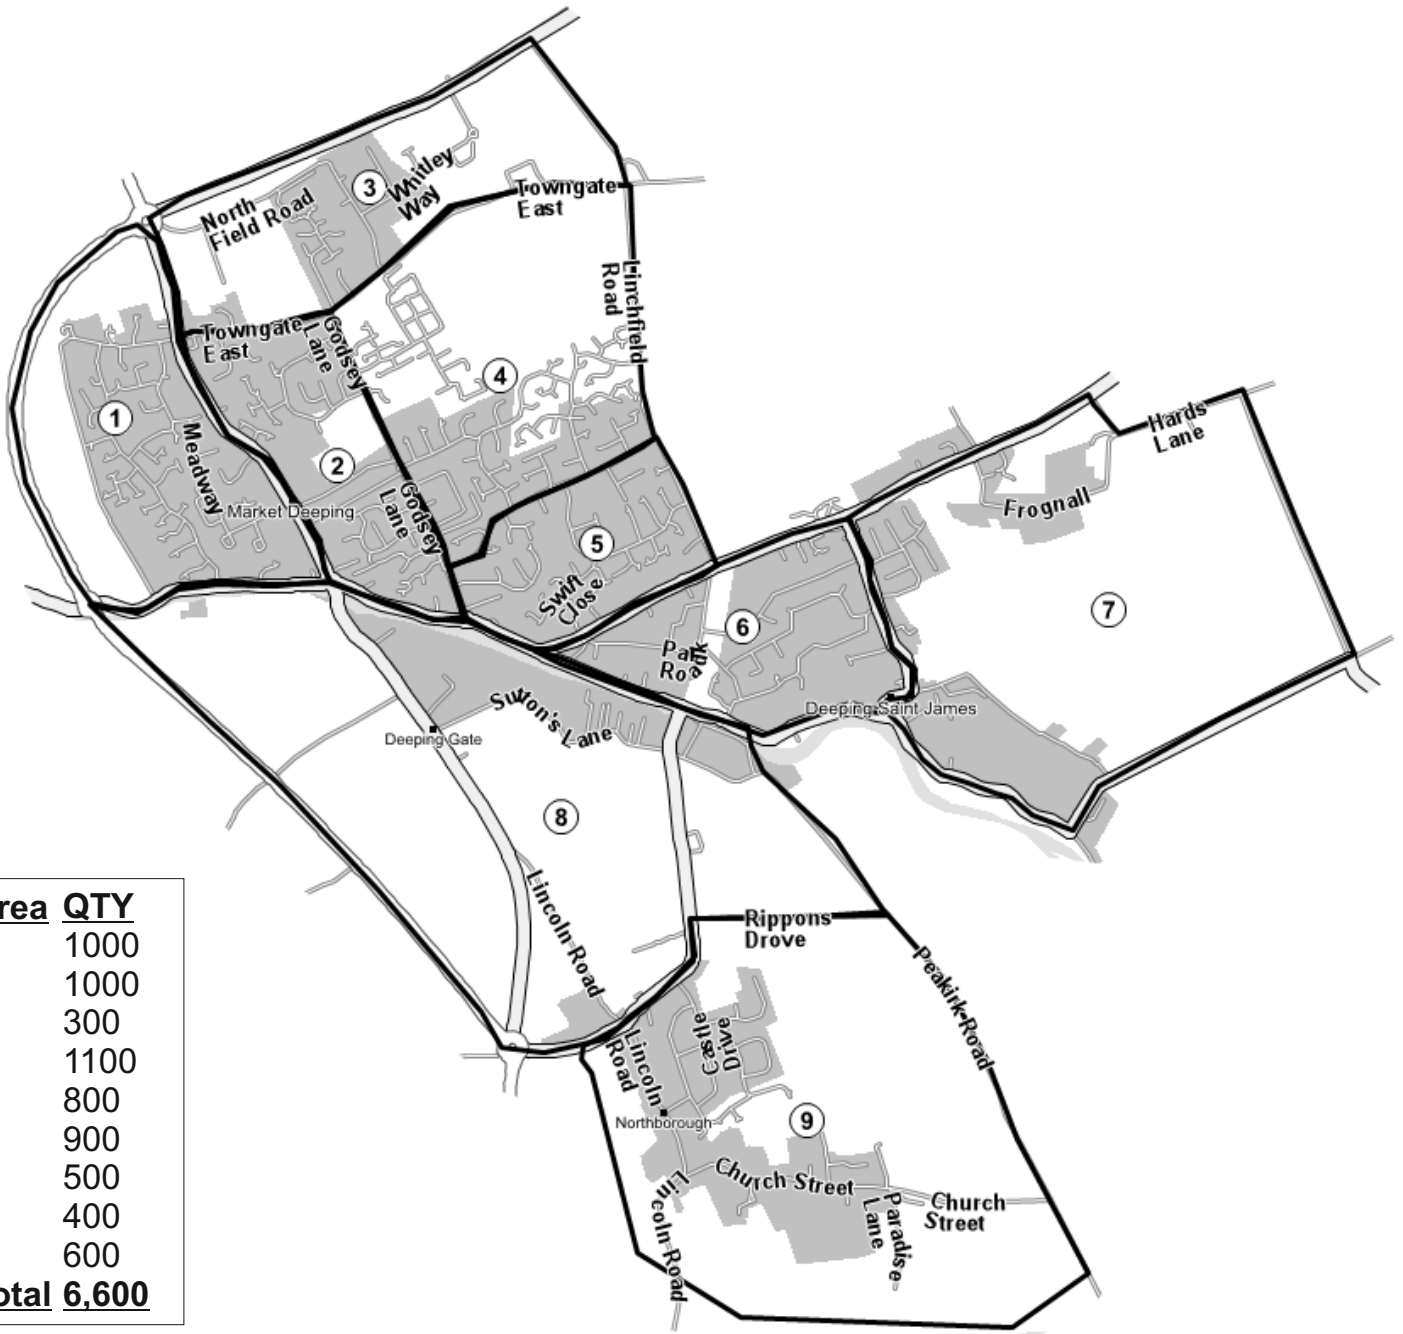 3
Whitley
Way
Towngate
East
North
Field Road
Linchfield
Road
Towngate
East
Godsey
Lane
4
1
Meadway
2
Market Deeping
Godsey
Lane
5
Swift
Close
Hards
Lane
Frognall
7
6
Park
Road
Deeping Saint James
Sutton's Lane
Deeping Gate
8
Lincoln Road
Rippons
Drove
Peakirk Road
Castle
Drive
Lincoln
Road
Northborough
9
Church Street
Church
Street
Paradise
Lane
Lincoln Road
rea QTY
1000
1000
300
1100
800
900
500
400
600
otal 6,600